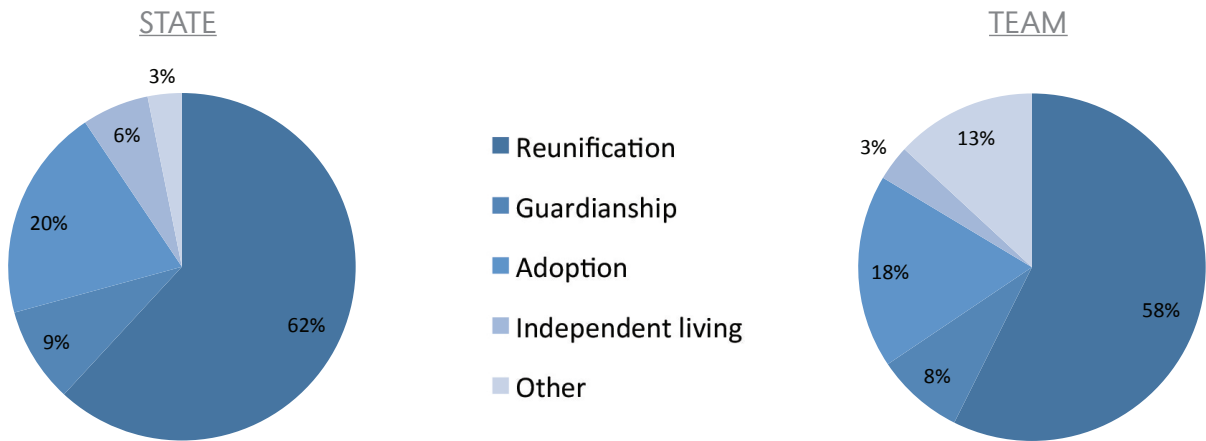 STATE
3%
6%
20%
9%
62%
Reunification
Guardianship
Adoption
Independent living
Other
TEAM
13%
3%
18%
8%
58%